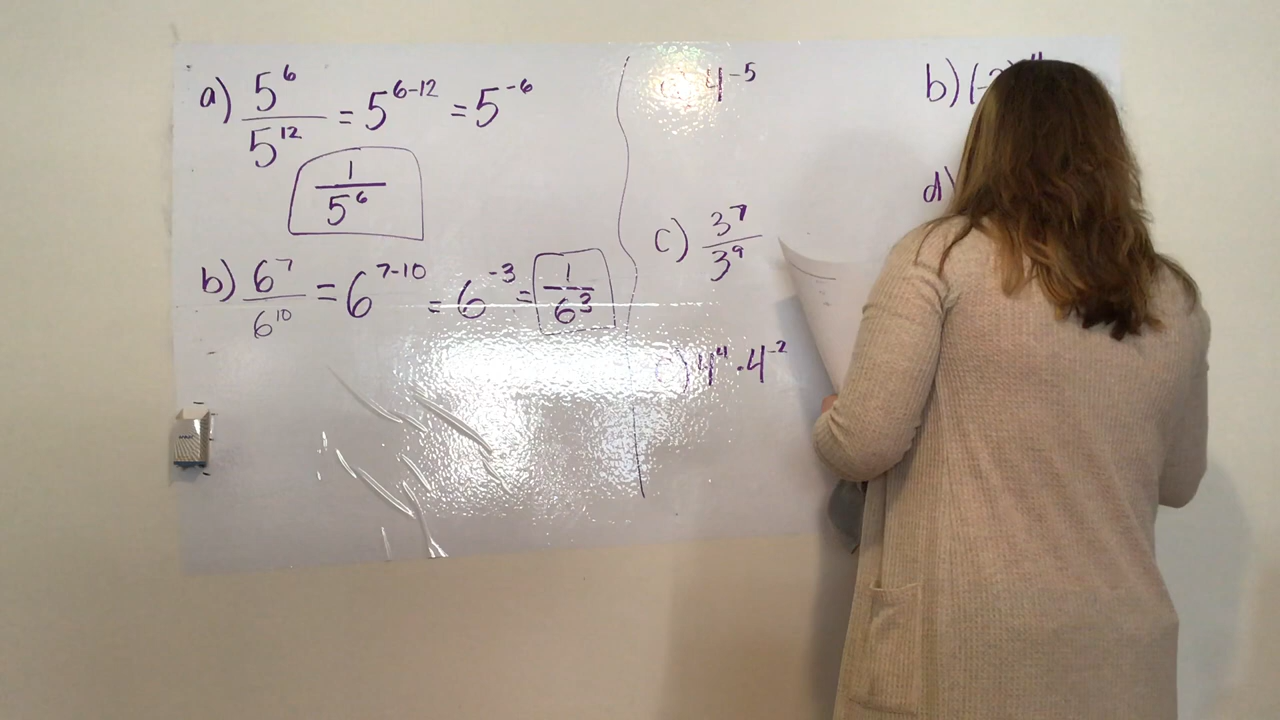 a) 5^6/5^12 = 5^(6-12) = 5^-6
1/5^6
b) 6^7/6^10 = 6^(7-10) = 6^-3 = 1/6^3
a) 4^-5
c) 3^7/3^9
e) 4^4 · 4^-2
b) (-
d)